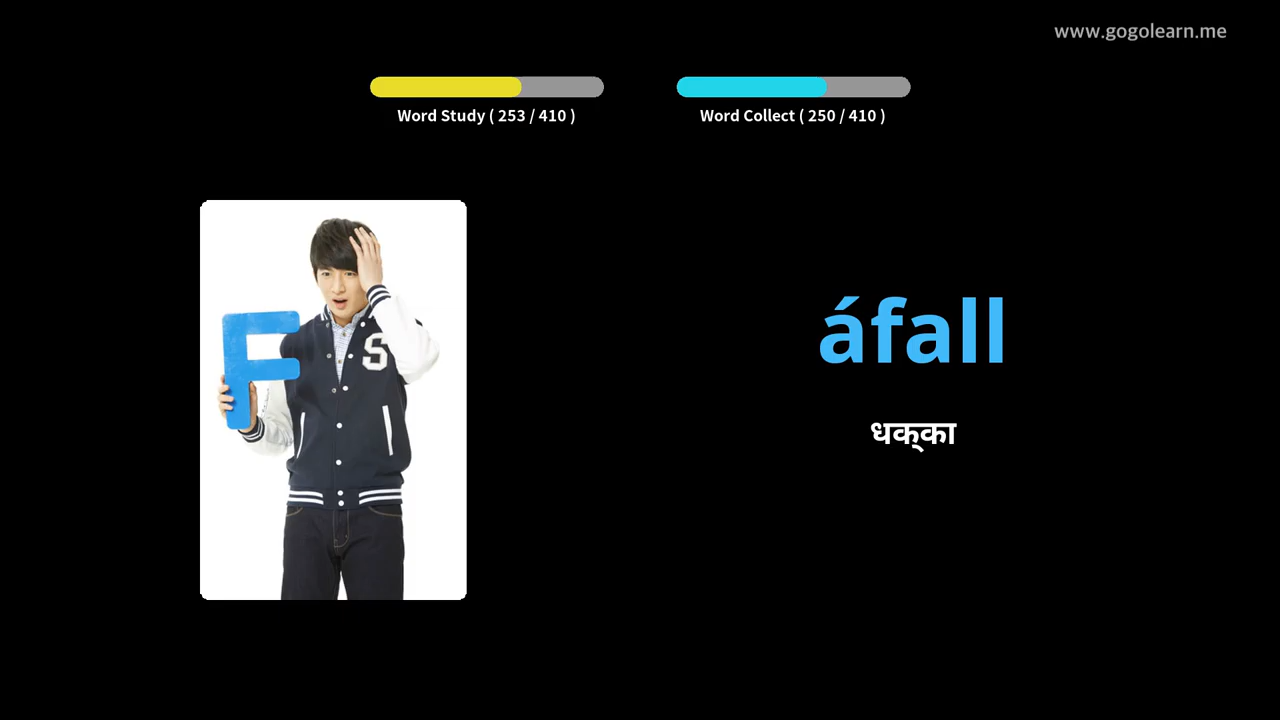 www.gogolearn.me
Word Study ( 253 / 410 )
Word Collect ( 250 / 410 )
F
S
áfall
धक्‍का